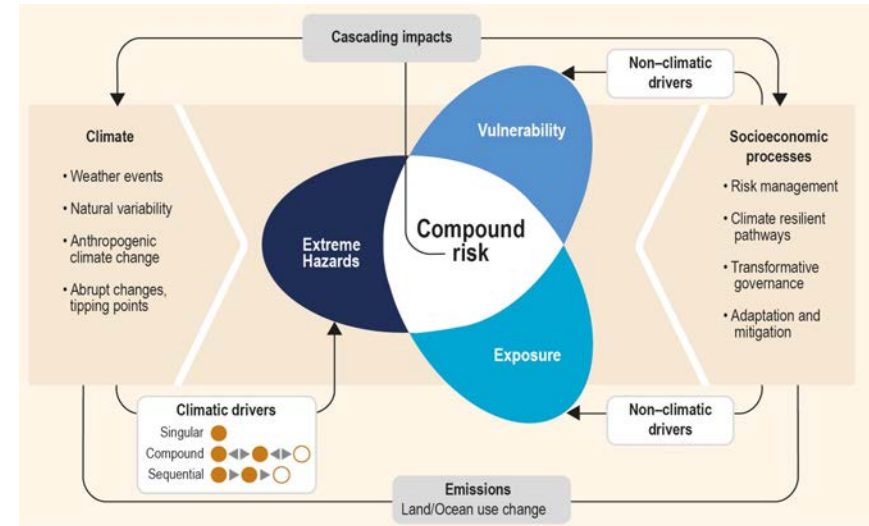 Cascading impacts
Non–climatic
drivers
Climate
• Weather events
• Natural variability
• Anthropogenic
climate change
• Abrupt changes,
tipping points
Vulnerability
Extreme
Hazards
Compound
risk
Exposure
Socioeconomic
processes
• Risk management
• Climate resilient
pathways
• Transformative
governance
• Adaptation and
mitigation
Climatic drivers
Singular
Compound
Sequential
Non–climatic
drivers
Emissions
Land/Ocean use change